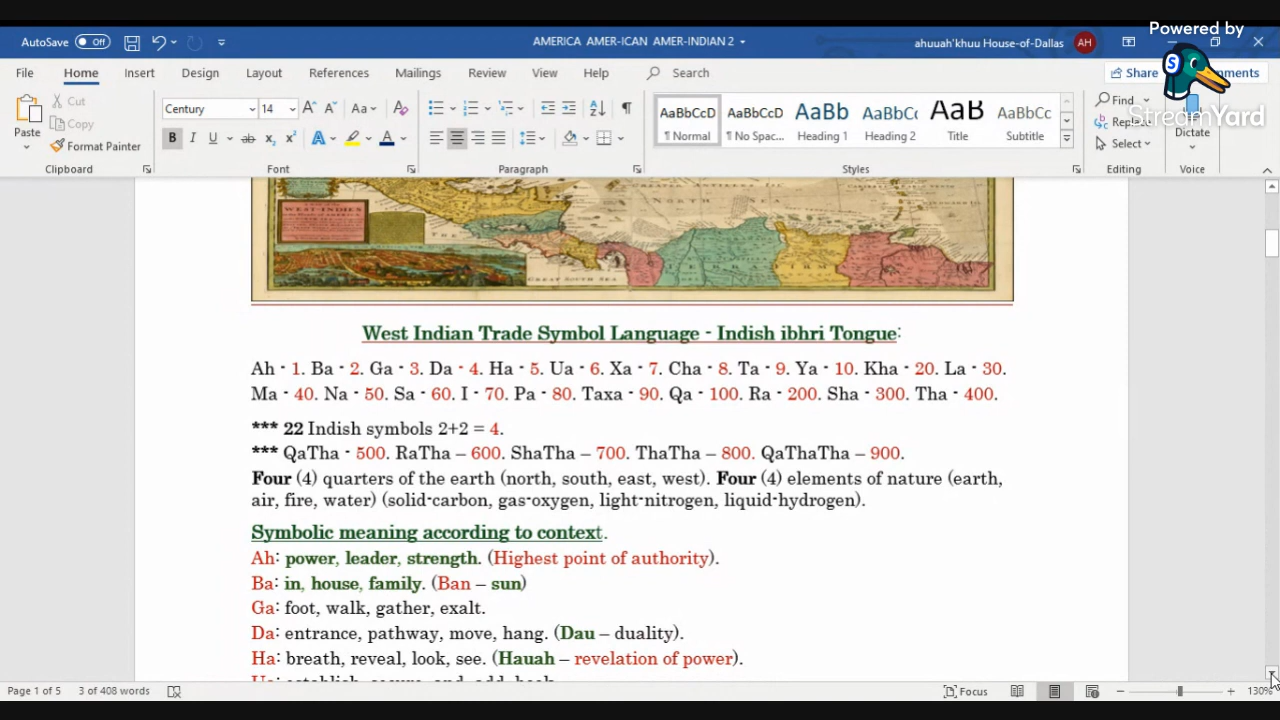 Powered by
StreamYard
AutoSave Off
AMERICA AMER-ICAN AMER-INDIAN 2
ahuuah'khuu House-of-Dallas AH
File Home Insert Design Layout References Mailings Review View Help Search
Share
Paste
Cut
Copy
Format Painter
Clipboard
Century 14
Font
Paragraph
AaBbCcD AaBbCcD AaBb AaBbCc AaB AaBbCc
¶ Normal ¶ No Spac... Heading 1 Heading 2 Title Subtitle
Styles
Find
Select
Editing
Dictate
Voice
WEST-INDIES
NORTH SEA
GREAT SOUTH SEA
TERRA FIRMA
West Indian Trade Symbol Language - Indish ibhri Tongue:
Ah - 1. Ba - 2. Ga - 3. Da - 4. Ha - 5. Ua - 6. Xa - 7. Cha - 8. Ta - 9. Ya - 10. Kha - 20. La - 30.
Ma - 40. Na - 50. Sa - 60. I - 70. Pa - 80. Taxa - 90. Qa - 100. Ra - 200. Sha - 300. Tha - 400.
*** 22 Indish symbols 2+2 = 4.
*** QaTha - 500. RaTha – 600. ShaTha – 700. ThaTha – 800. QaThaTha – 900.
Four (4) quarters of the earth (north, south, east, west). Four (4) elements of nature (earth,
air, fire, water) (solid-carbon, gas-oxygen, light-nitrogen, liquid-hydrogen).
Symbolic meaning according to context.
Ah: power, leader, strength. (Highest point of authority).
Ba: in, house, family. (Ban – sun)
Ga: foot, walk, gather, exalt.
Da: entrance, pathway, move, hang. (Dau – duality).
Ha: breath, reveal, look, see. (Hauah – revelation of power).
Page 1 of 5 3 of 408 words
Focus
130%